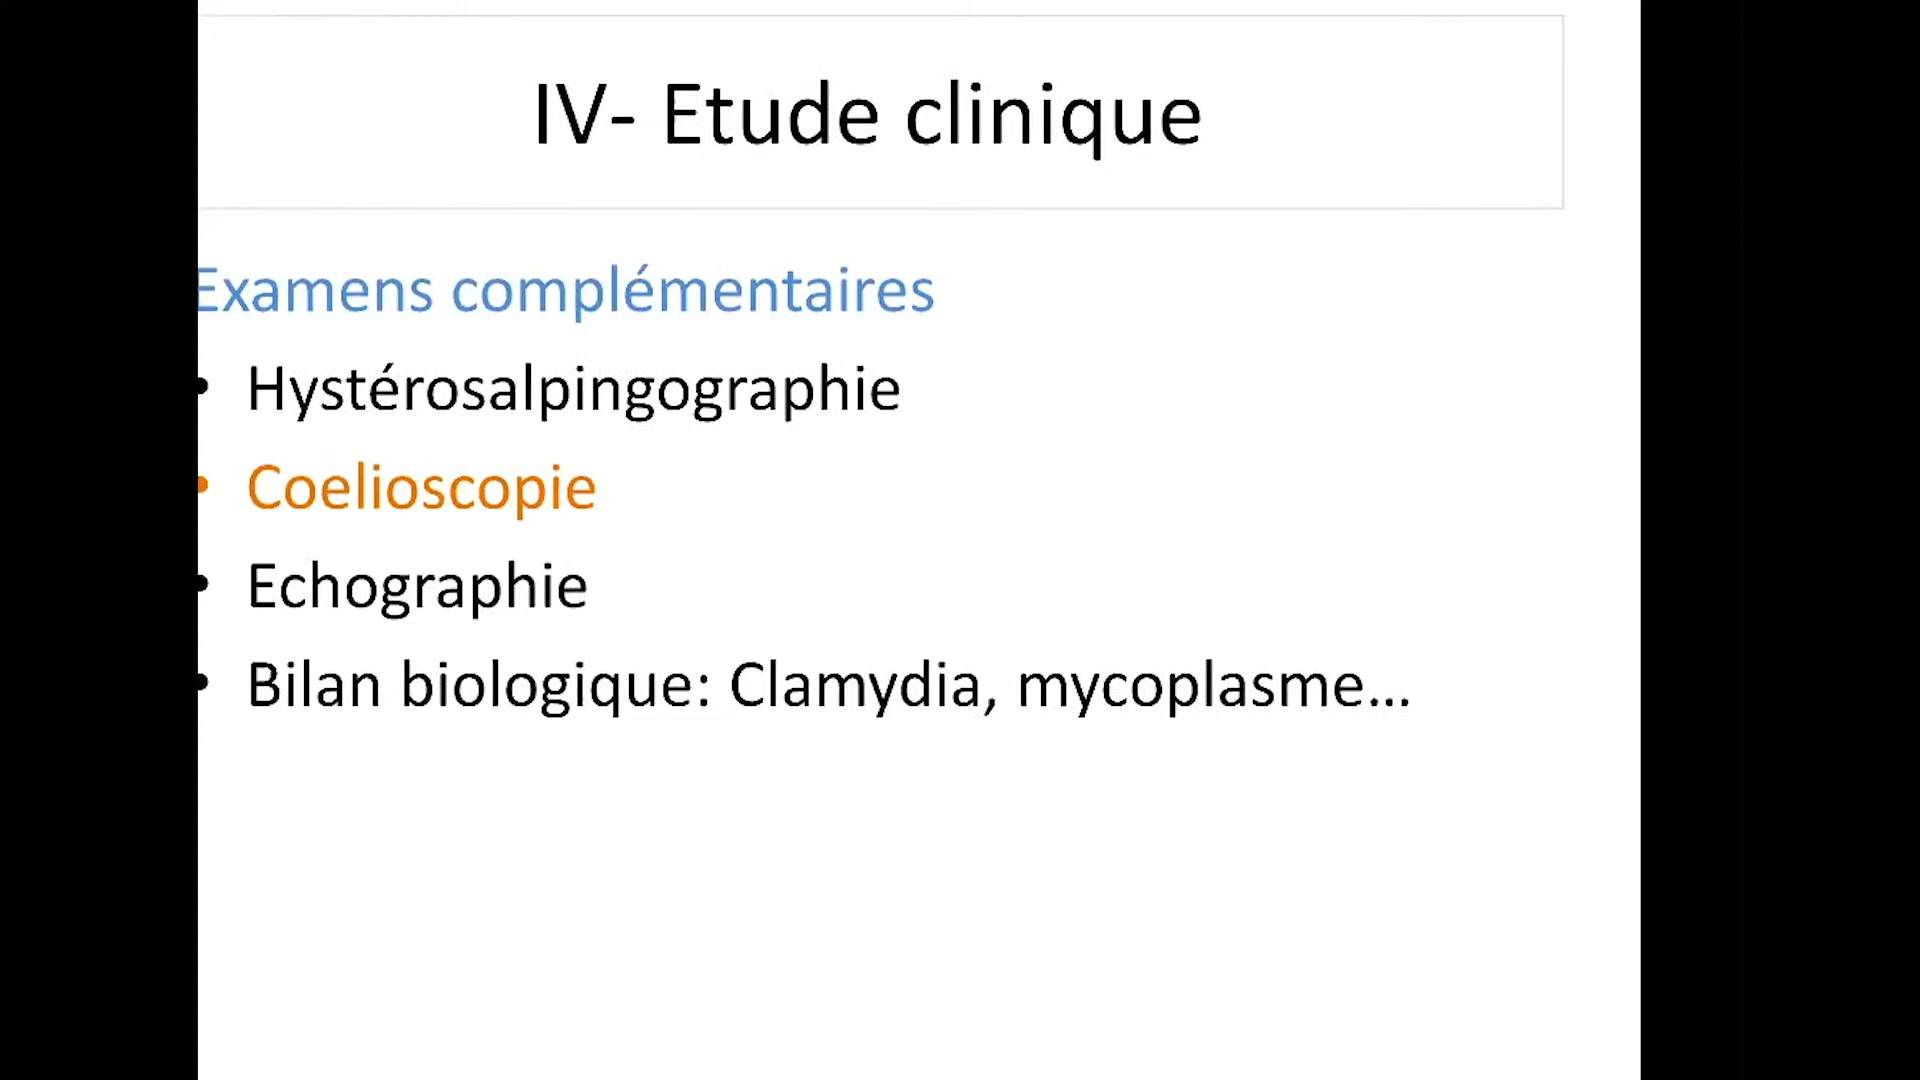 IV- Etude clinique
Examens complémentaires
• Hystérosalpingographie
• Coelioscopie
• Echographie
• Bilan biologique: Clamydia, mycoplasme...